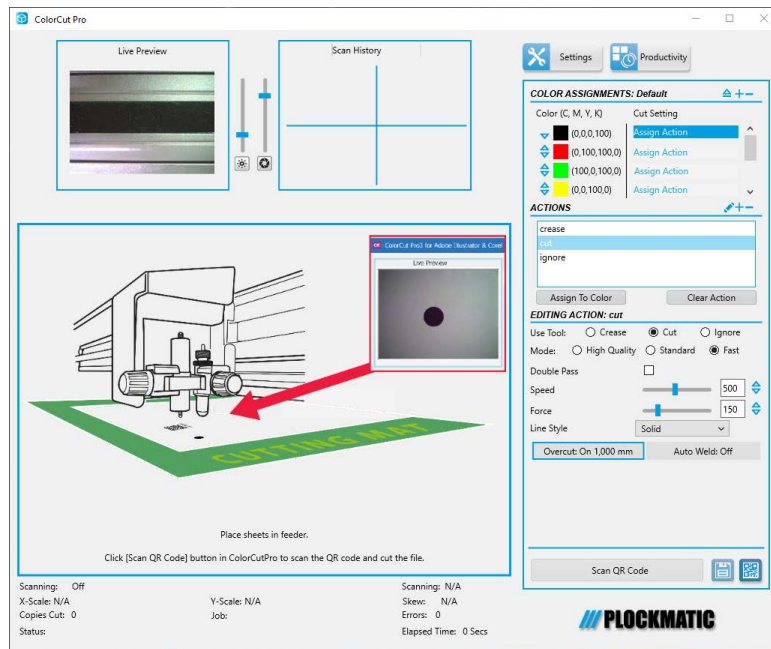 ColorCut Pro
Live Preview
Scan History
Settings
Productivity
COLOR ASSIGNMENTS: Default
Color (C, M, Y, K) Cut Setting
(0,0,0,100) Assign Action
(0,100,100,0) Assign Action
(100,0,100,0) Assign Action
(0,0,100,0) Assign Action
ACTIONS
crease
cut
ignore
Assign To Color Clear Action
EDITING ACTION: cut
Use Tool: Crease Cut Ignore
Mode: High Quality Standard Fast
Double Pass
Speed 500
Force 150
Line Style Solid
Overcut: On 1,000 mm Auto Weld: Off
Scan QR Code
PLOCKMATIC
ColorCut Pro3 for Adobe Illustrator & Corel
Live Preview
CUTTING MAT
Place sheets in feeder.
Click [Scan QR Code] button in ColorCutPro to scan the QR code and cut the file.
Scanning: Off Scanning: N/A
X-Scale: N/A Y-Scale: N/A Skew: N/A
Copies Cut: 0 Job: Errors: 0
Status: Elapsed Time: 0 Secs